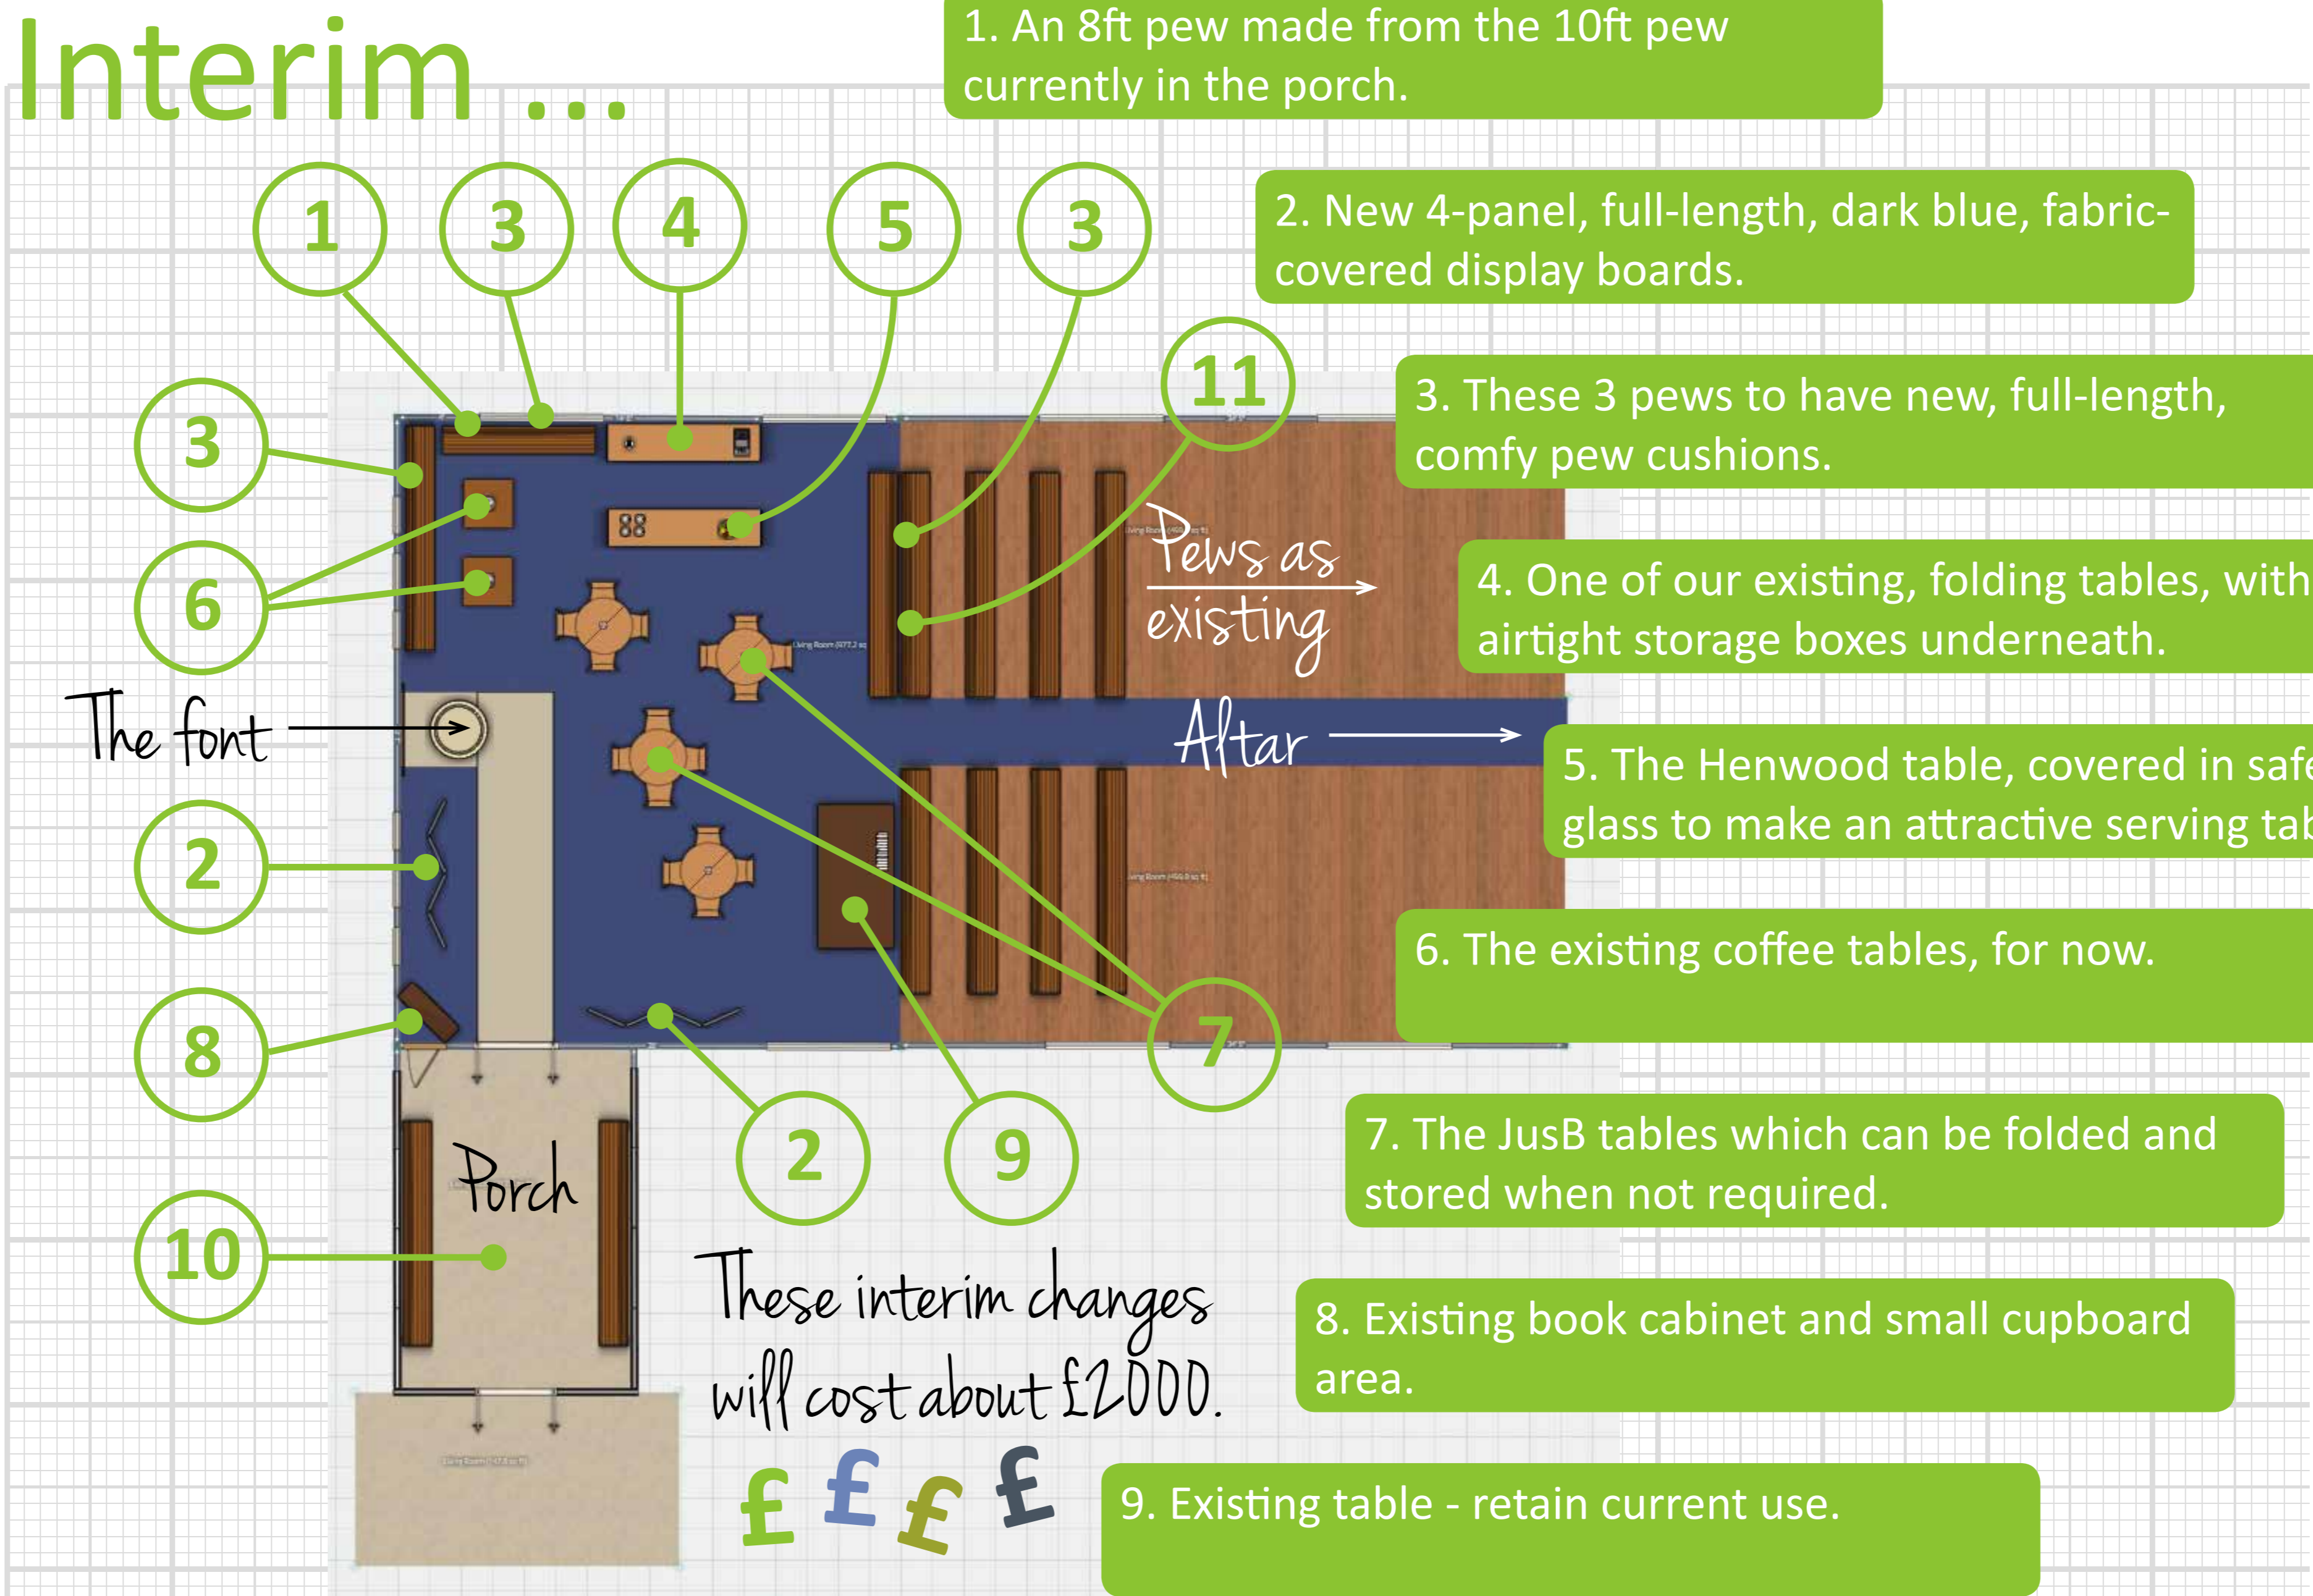 Interim ...
1. An 8ft pew made from the 10ft pew
currently in the porch.
1
3
4
5
3
2. New 4-panel, full-length, dark blue, fabric-
covered display boards.
11
3. These 3 pews to have new, full-length,
comfy pew cushions.
3
Pews as
existing
4. One of our existing, folding tables, with
airtight storage boxes underneath.
6
The font
Altar
5. The Henwood table, covered in safe
glass to make an attractive serving tab
2
6. The existing coffee tables, for now.
8
7
7. The JusB tables which can be folded and
stored when not required.
2
9
Porch
10
These interim changes
will cost about £2000.
8. Existing book cabinet and small cupboard
area.
£ £ £ £
9. Existing table - retain current use.